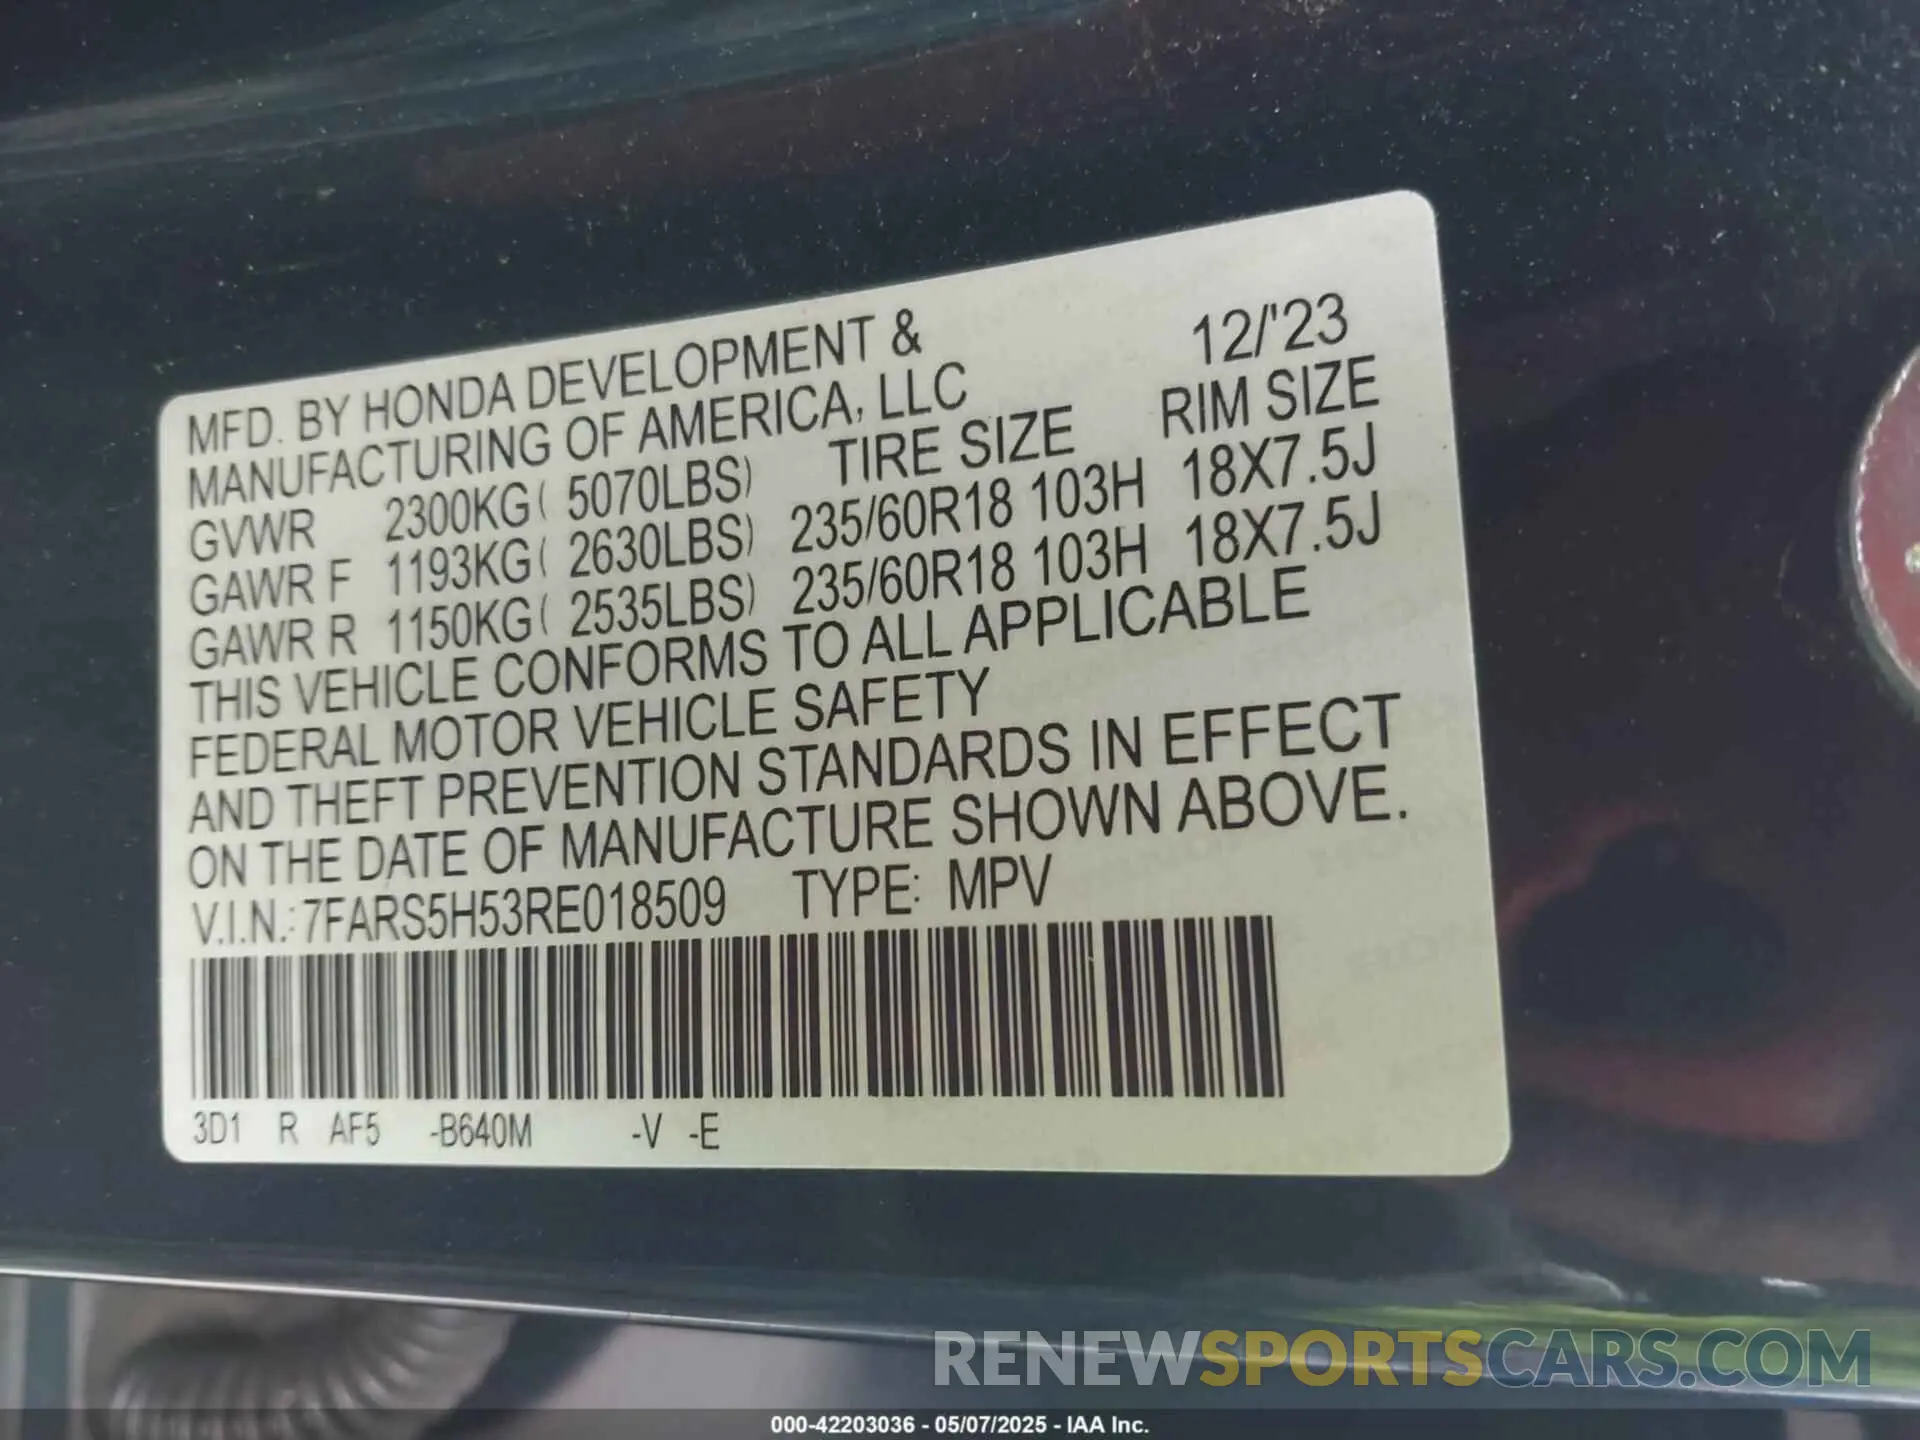 MFD. BY HONDA DEVELOPMENT & 12/'23
MANUFACTURING OF AMERICA, LLC
TIRE SIZE RIM SIZE
GVWR 2300KG( 5070LBS)
GAWR F 1193KG( 2630LBS) 235/60R18 103H 18X7.5J
GAWR R 1150KG( 2535LBS) 235/60R18 103H 18X7.5J
THIS VEHICLE CONFORMS TO ALL APPLICABLE
FEDERAL MOTOR VEHICLE SAFETY
AND THEFT PREVENTION STANDARDS IN EFFECT
ON THE DATE OF MANUFACTURE SHOWN ABOVE.
V.I.N.: 7FARS5H53RE018509 TYPE: MPV
3D1 R AF5 -B640M -V -E
RENEWSPORTSCARS.COM
000-42203036 - 05/07/2025 - IAA Inc.